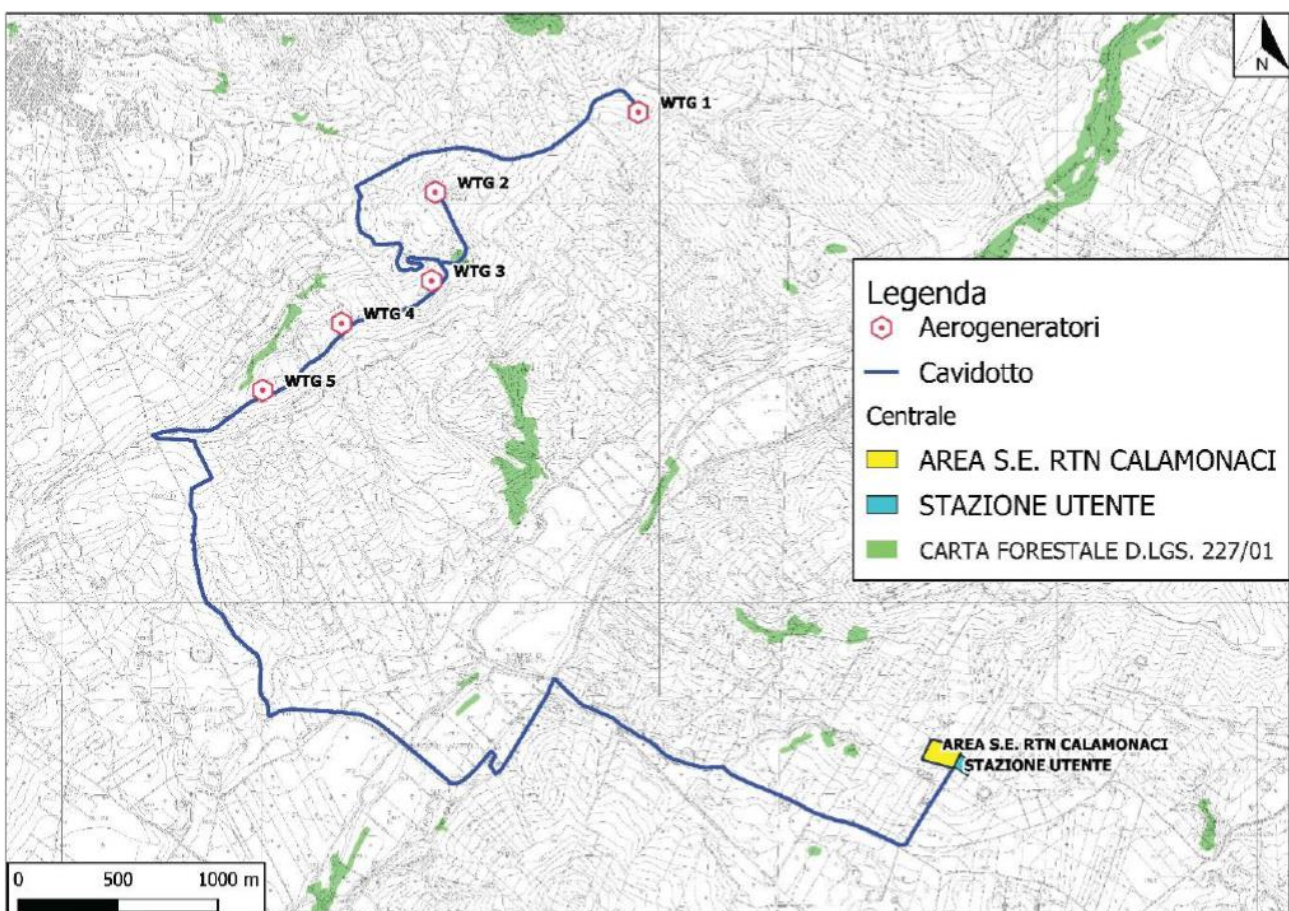 N
WTG 1
WTG 2
WTG 3
WTG 4
WTG 5
Legenda
Aerogeneratori
Cavidotto
Centrale
AREA S.E. RTN CALAMONACI
STAZIONE UTENTE
CARTA FORESTALE D.LGS. 227/01
AREA S.E. RTN CALAMONACI
STAZIONE UTENTE
0 500 1000 m